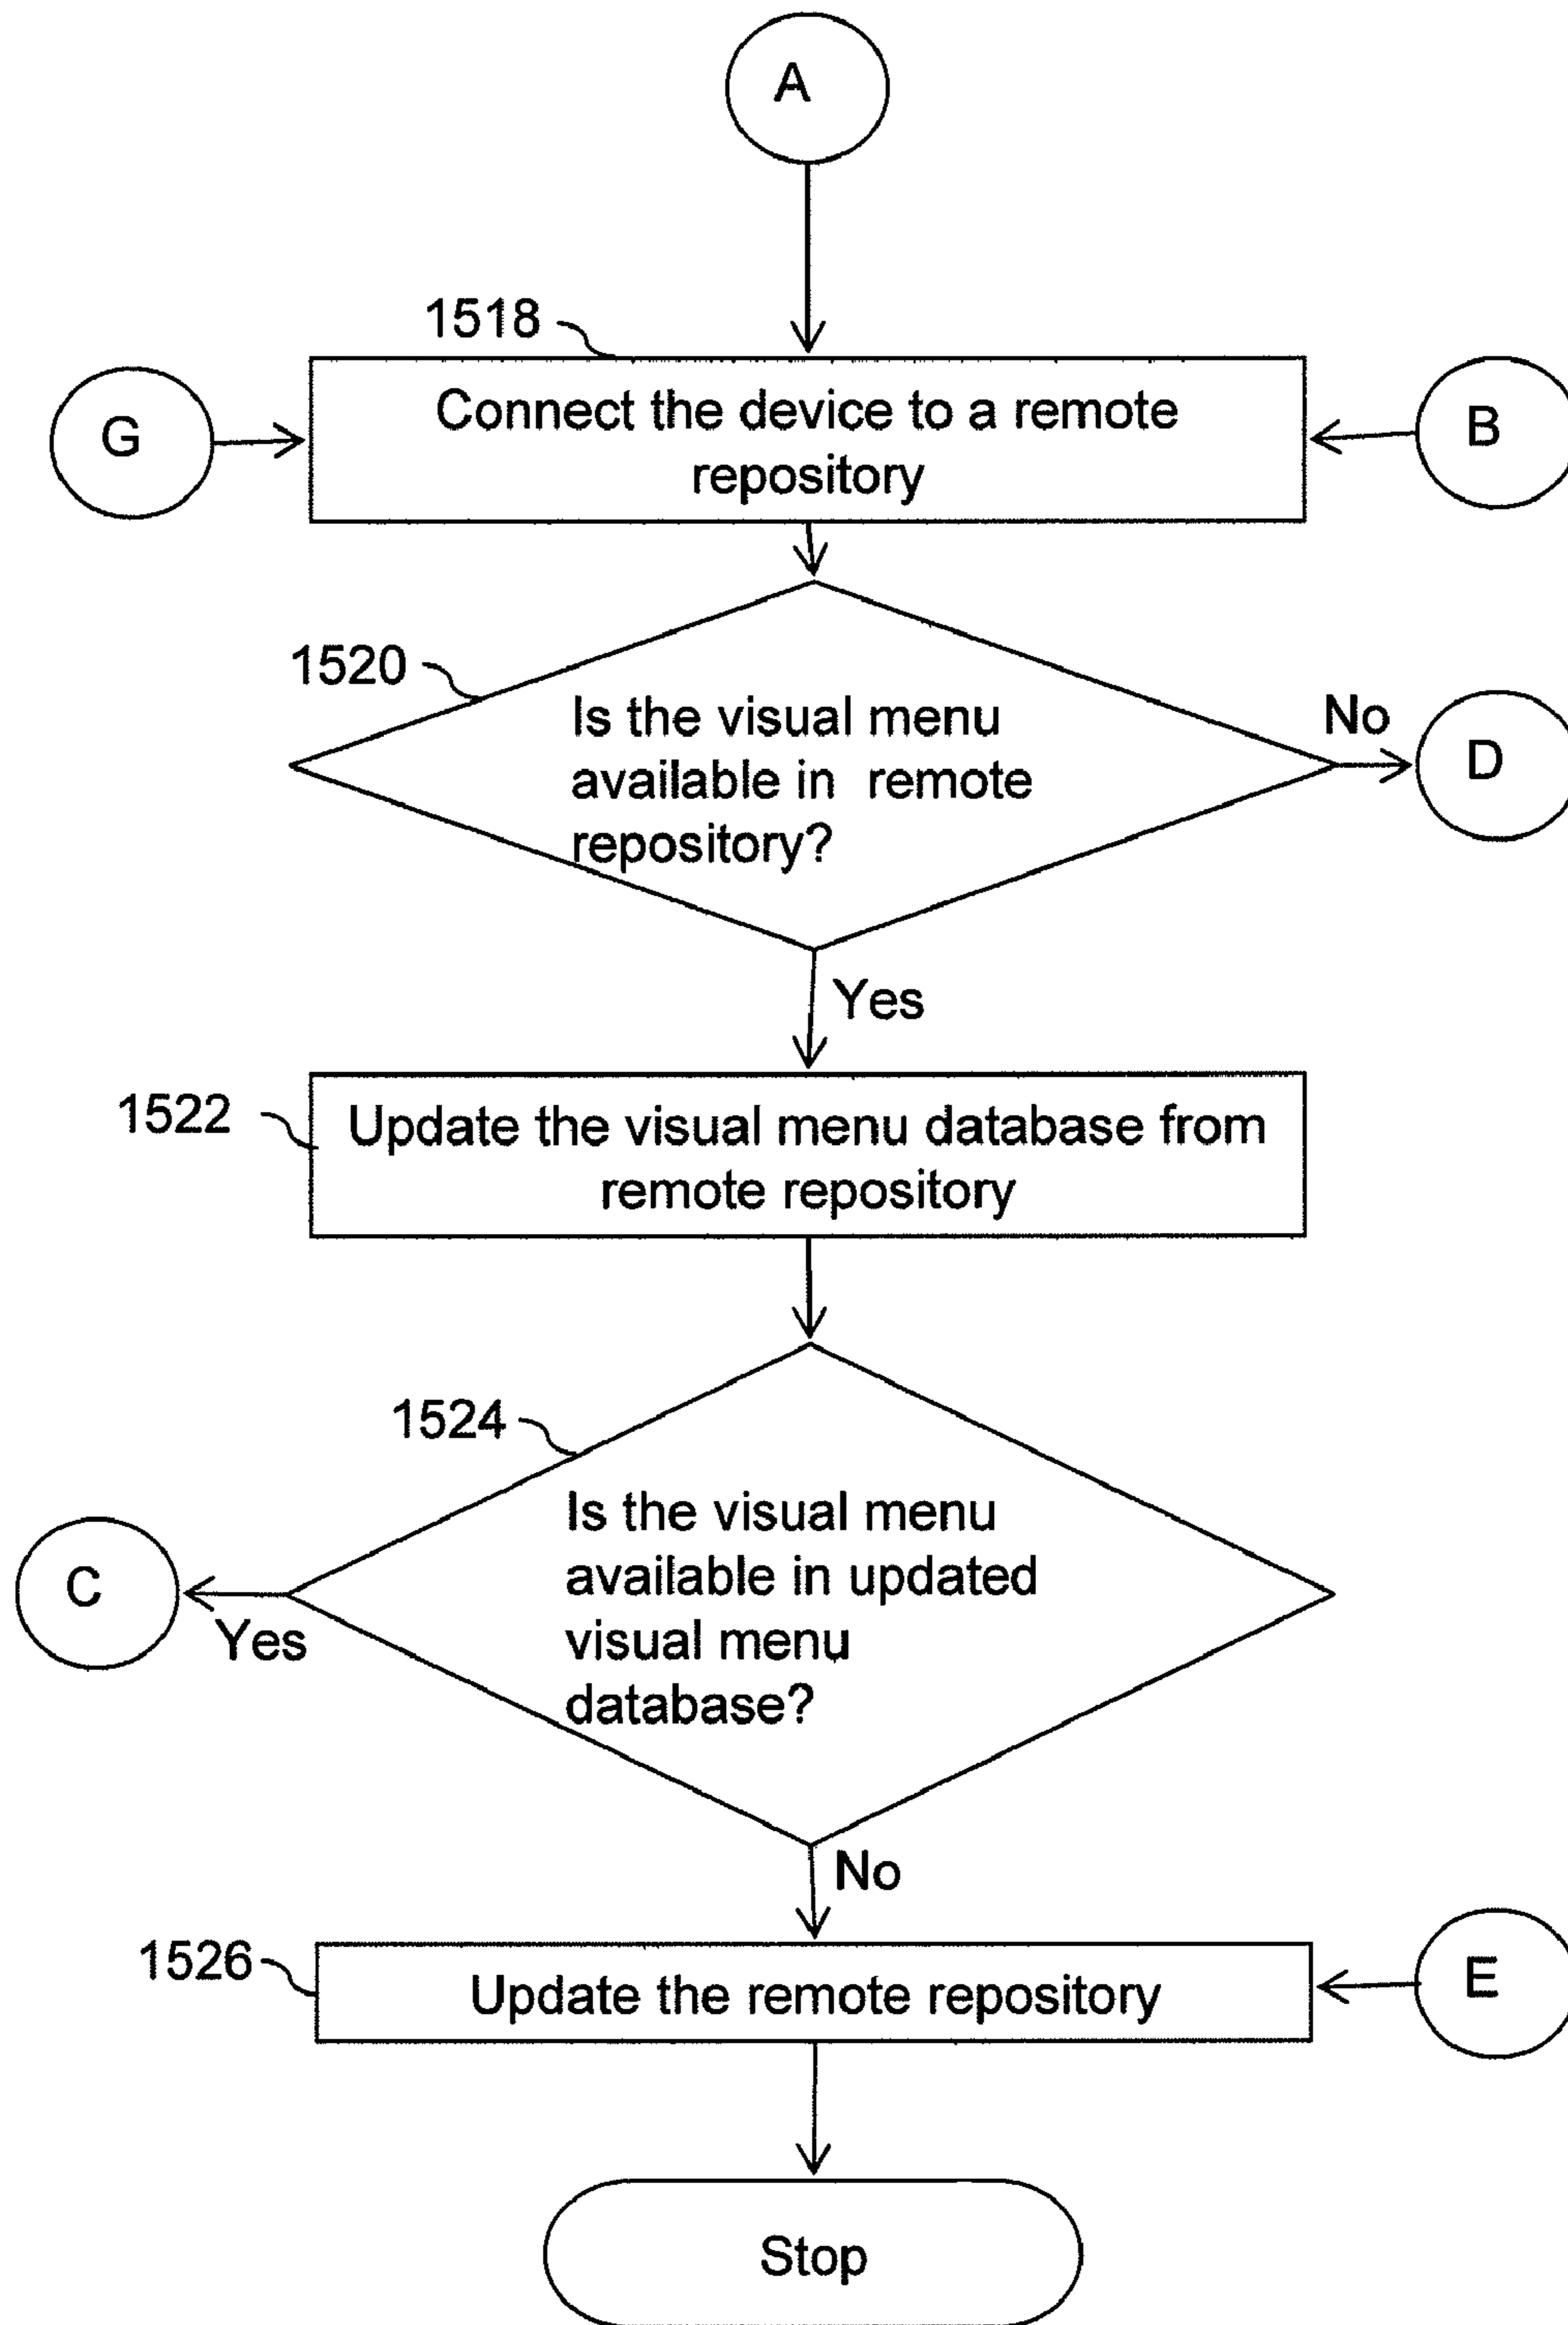 A
1518
Connect the device to a remote
repository
G
B
1520
Is the visual menu
available in remote
repository?
No
D
Yes
1522
Update the visual menu database from
remote repository
1524
Is the visual menu
available in updated
visual menu
database?
C
Yes
No
1526
Update the remote repository
E
Stop